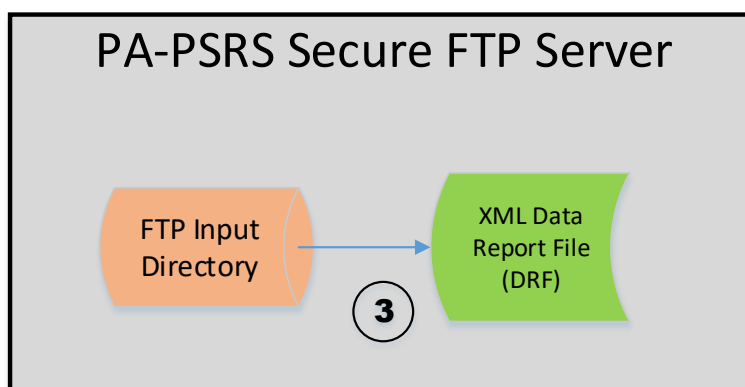 PA-PSRS Secure FTP Server
FTP Input
Directory
XML Data
Report File
(DRF)
3